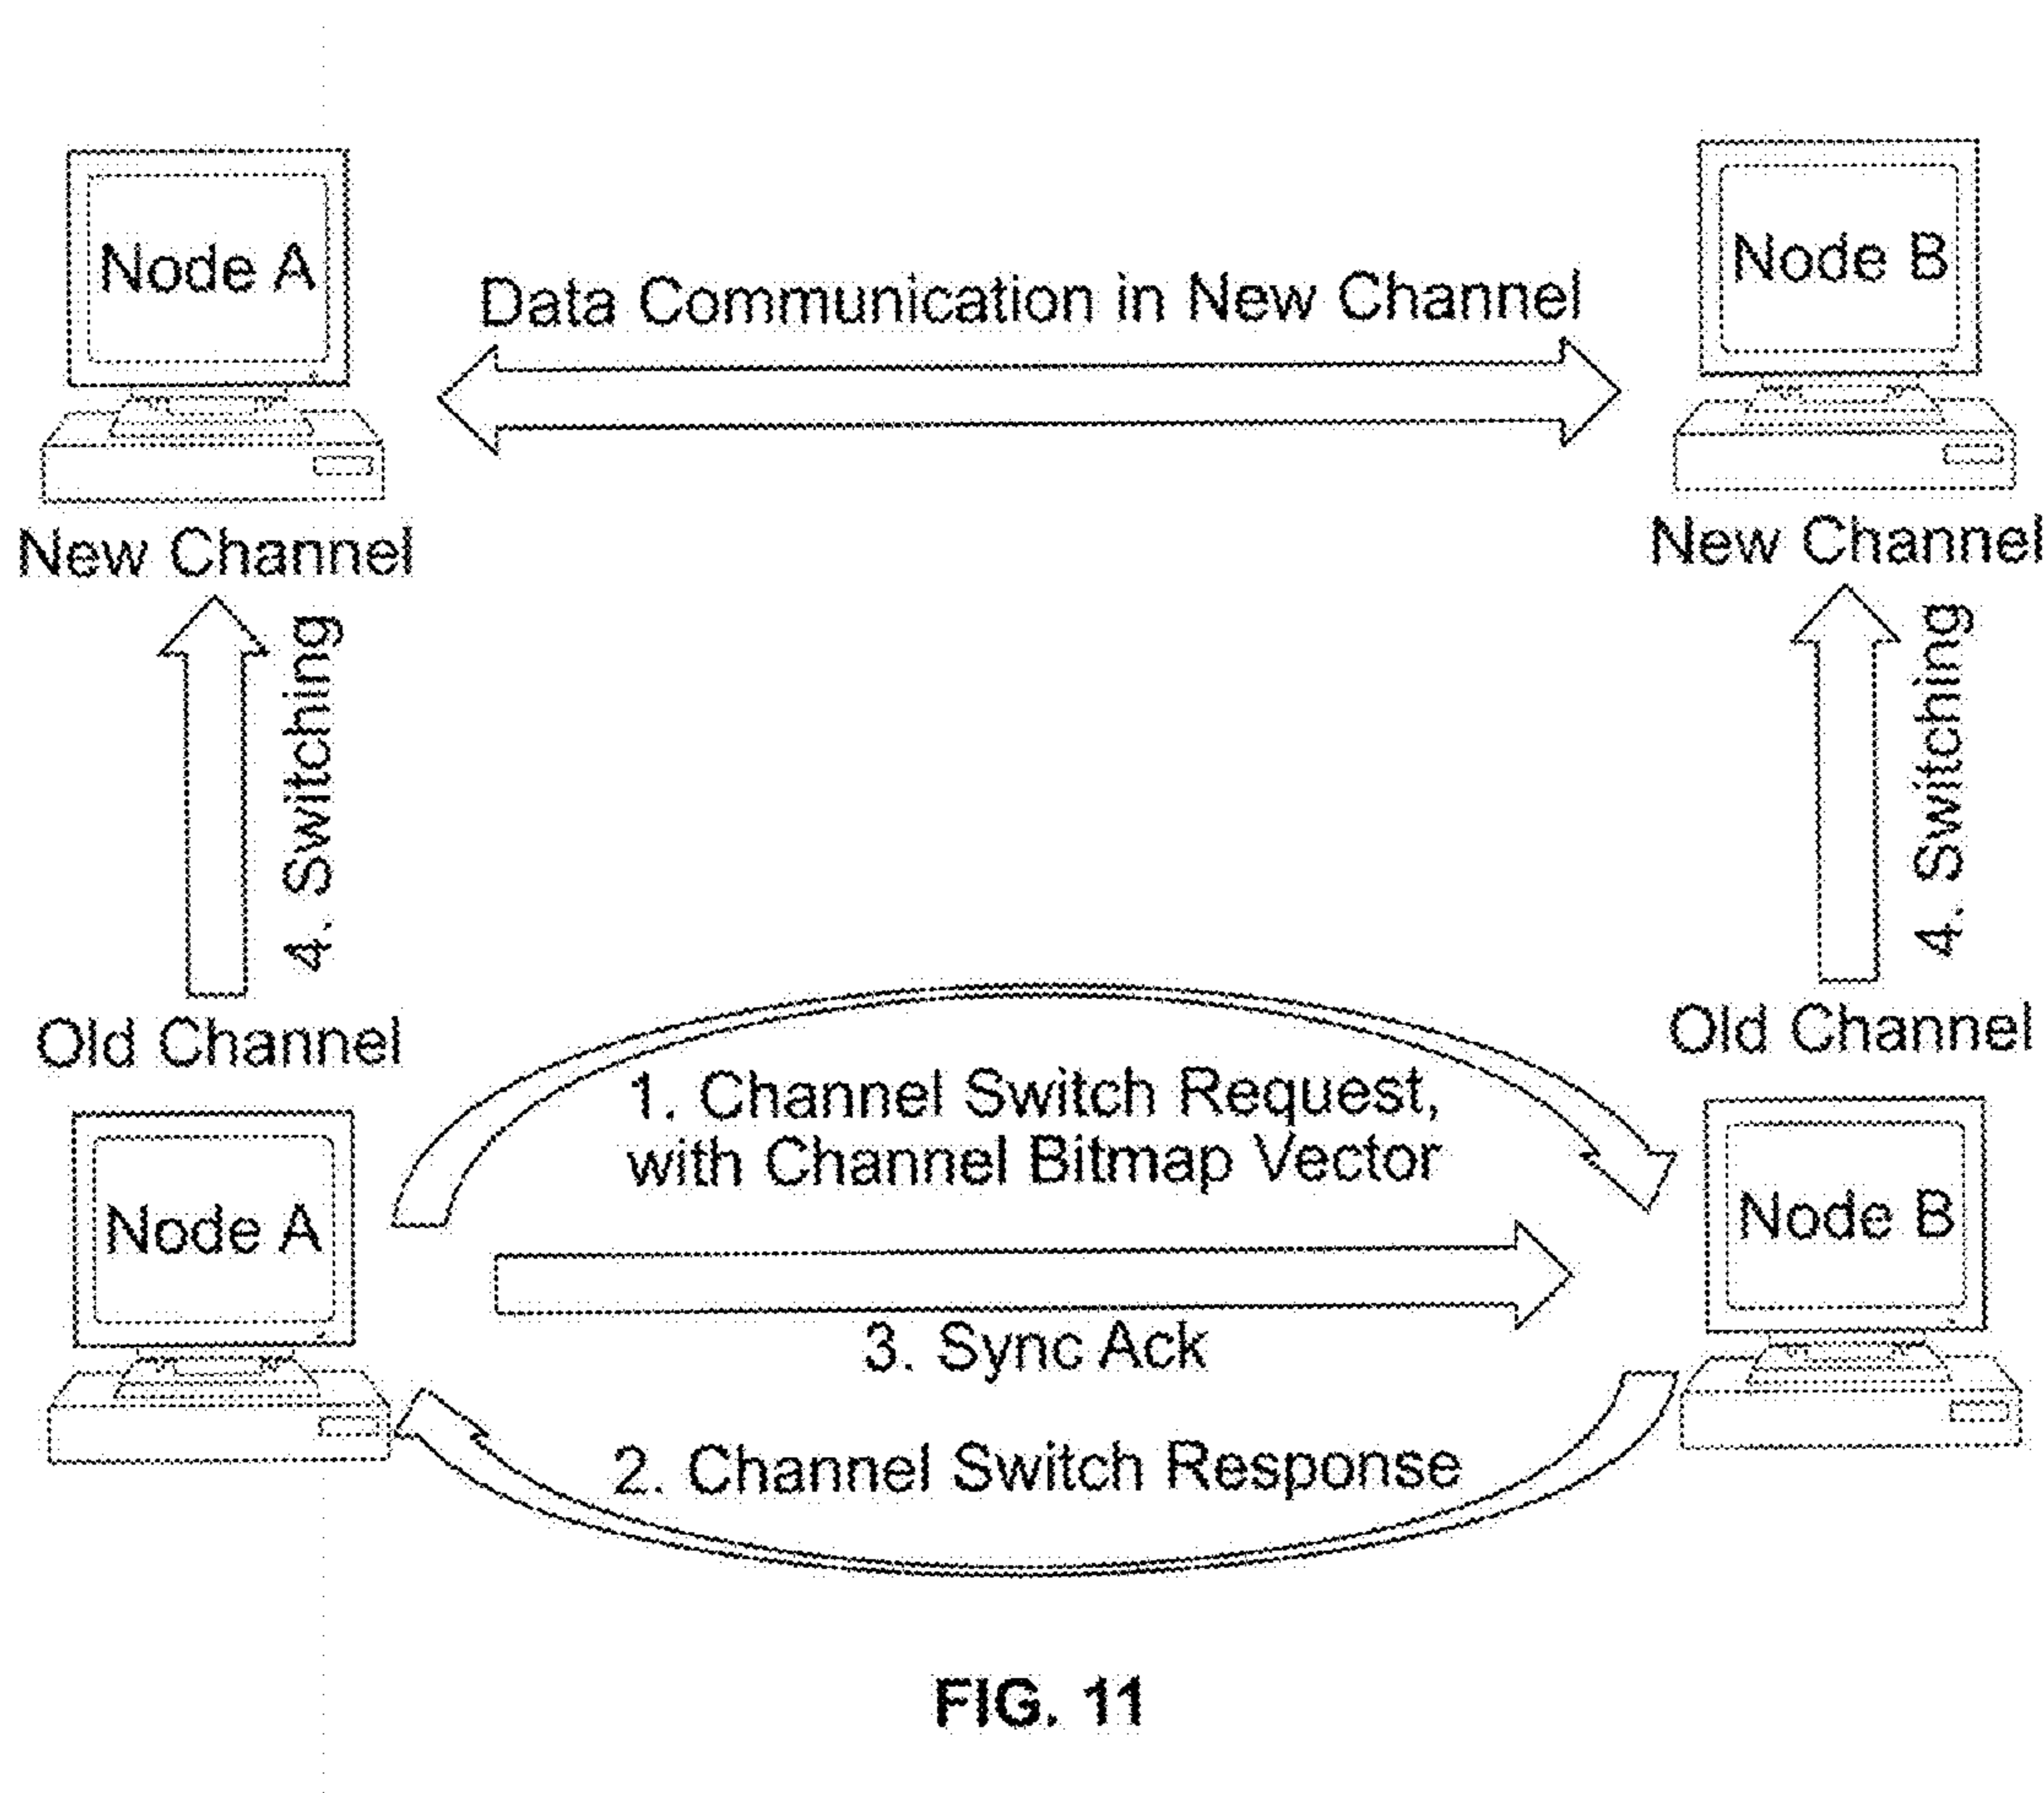 Node A
Node B
Data Communication in New Channel
New Channel
New Channel
4. Switching
4. Switching
Old Channel
Old Channel
1. Channel Switch Request,
with Channel Bitmap Vector
Node A
Node B
3. Sync Ack
2. Channel Switch Response
FIG. 11